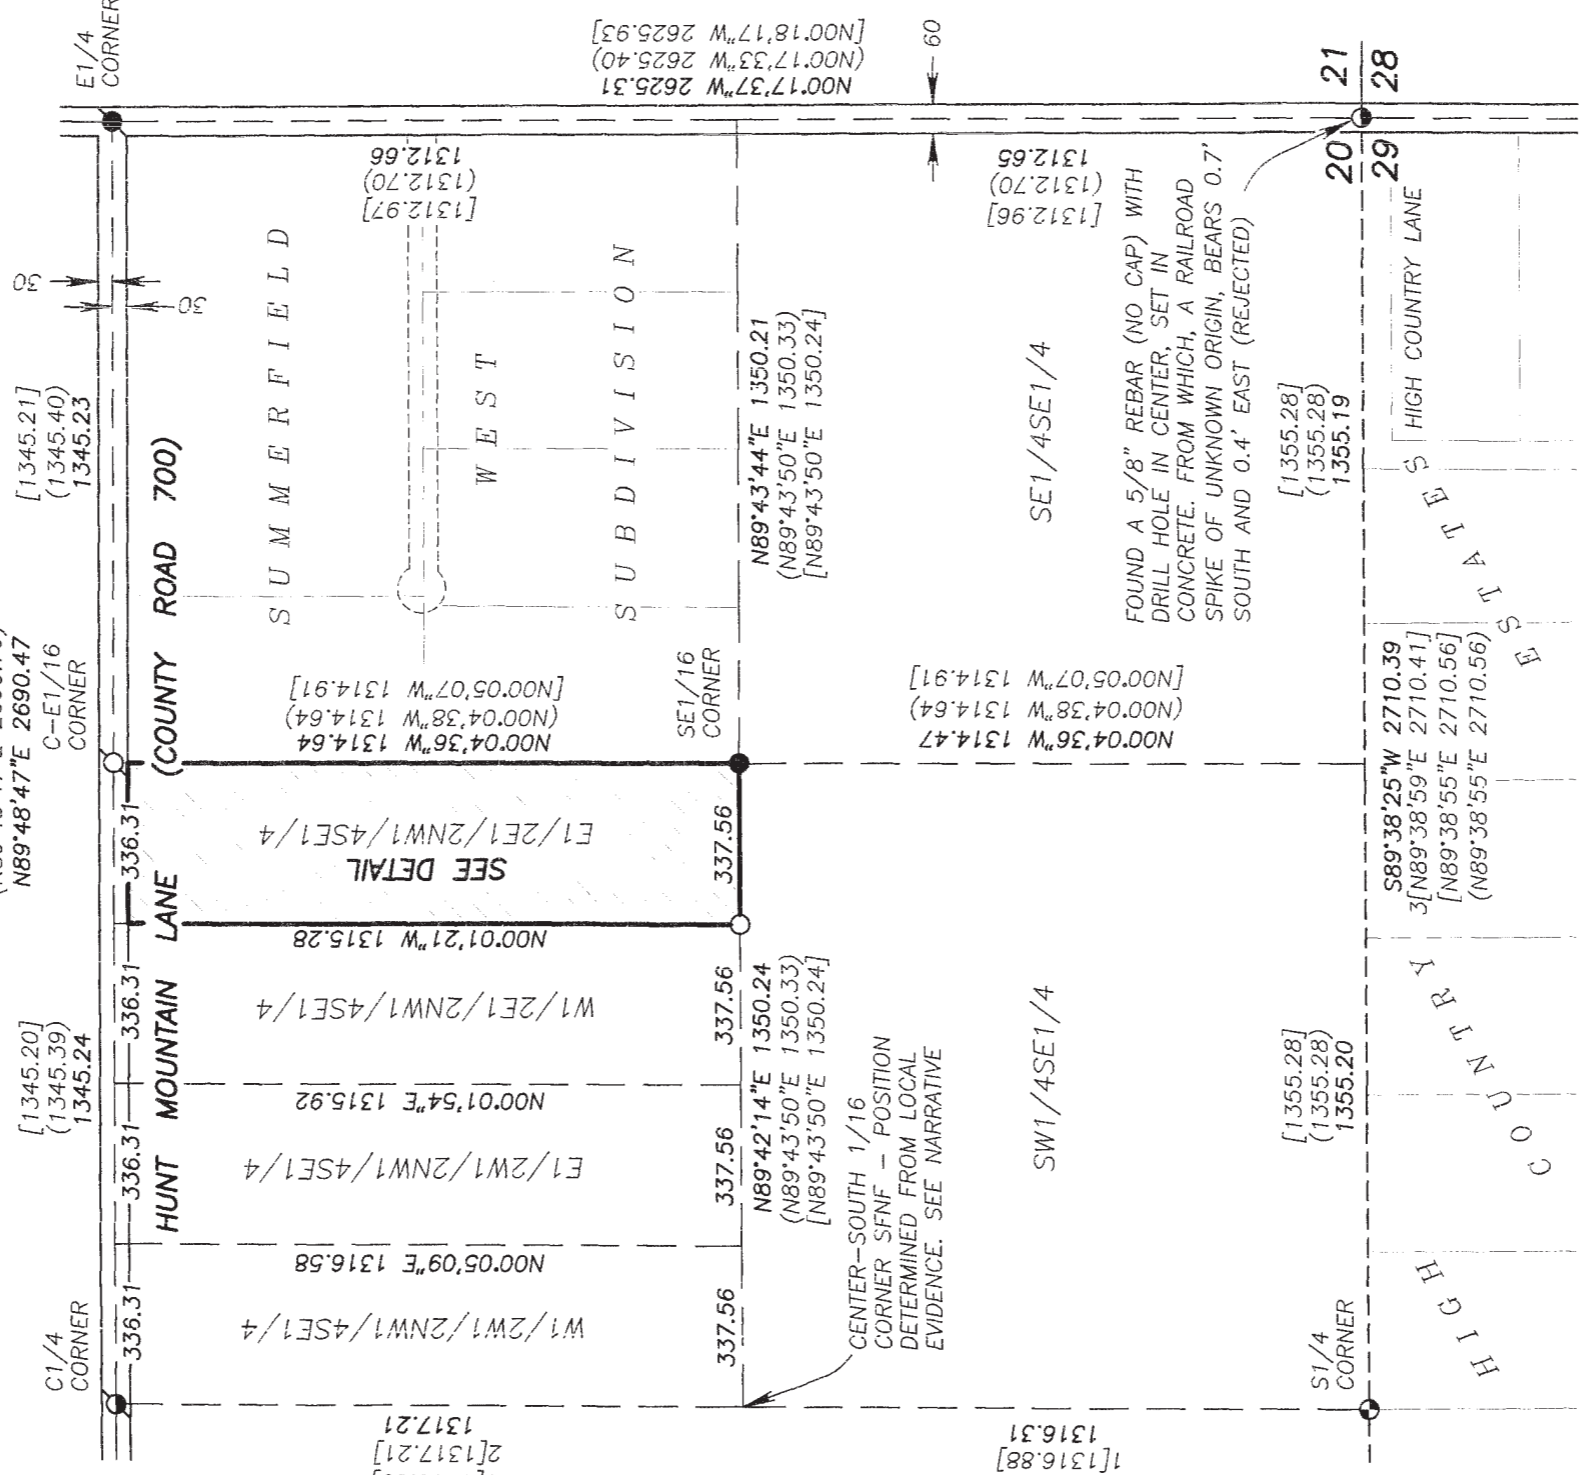 E1/4
CORNER
N00°17'37"W 2625.31
(N00°17'33"W 2625.40)
[N00°18'17"W 2625.93]
60
21
28
20
29
30
30
[1345.21]
(1345.40)
1345.23
N89°48'47"E 2690.47
C-E1/16
CORNER
[1345.20]
(1345.39)
1345.24
C1/4
CORNER
HUNT MOUNTAIN LANE (COUNTY ROAD 700)
336.31
336.31
336.31
336.31
SUMMERFIELD
WEST
SUBDIVISION
1312.66
(1312.70)
[1312.97]
1312.65
(1312.70)
[1312.96]
N89°43'44"E 1350.21
(N89°43'50"E 1350.33)
[N89°43'50"E 1350.24]
SE1/4SE1/4
FOUND A 5/8" REBAR (NO CAP) WITH
DRILL HOLE IN CENTER, SET IN
CONCRETE. FROM WHICH, A RAILROAD
SPIKE OF UNKNOWN ORIGIN, BEARS 0.7'
SOUTH AND 0.4' EAST (REJECTED)
HIGH COUNTRY LANE
[1355.28]
(1355.28)
1355.19
N00°04'36"W 1314.64
(N00°04'38"W 1314.64)
[N00°05'07"W 1314.91]
SE1/16
CORNER
N00°04'36"W 1314.47
(N00°04'38"W 1314.64)
[N00°05'07"W 1314.91]
S89°38'25"W 2710.39
3[N89°38'59"E 2710.41]
[N89°38'55"E 2710.56]
(N89°38'55"E 2710.56)
SEE DETAIL
E1/2E1/2NW1/4SE1/4
N00°01'21"W 1315.28
W1/2E1/2NW1/4SE1/4
N00°01'54"E 1315.92
E1/2W1/2NW1/4SE1/4
N00°05'09"E 1316.58
W1/2W1/2NW1/4SE1/4
337.56
337.56
337.56
337.56
N89°42'14"E 1350.24
(N89°43'50"E 1350.33)
[N89°43'50"E 1350.24]
CENTER-SOUTH 1/16
CORNER SFNF - POSITION
DETERMINED FROM LOCAL
EVIDENCE. SEE NARRATIVE
SW1/4SE1/4
[1355.28]
(1355.28)
1355.20
S1/4
CORNER
HIGH COUNTRY ESTATES
1317.21
2[1317.21]
1316.31
1[1316.88]